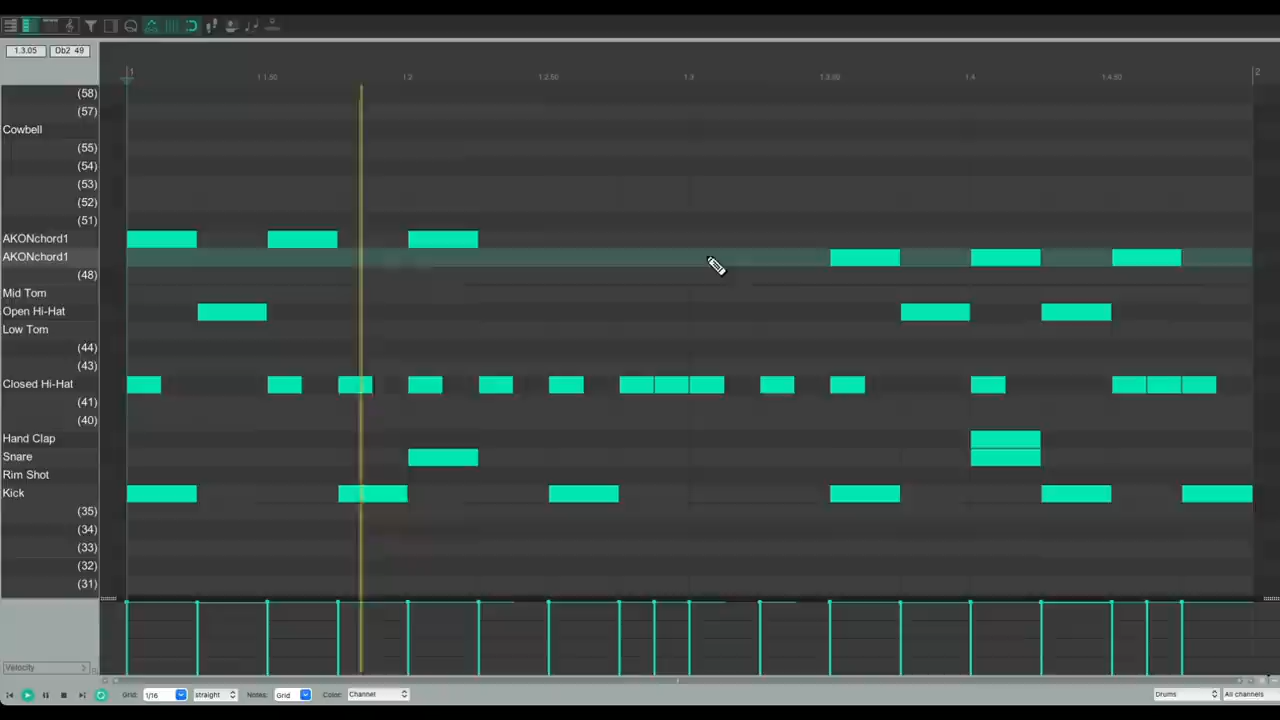 1.3.05 Db2 49
1 1.1.50 1.2 1.2.50 1.3 1.3.50 1.4 1.4.50 2
(58)
(57)
Cowbell
(55)
(54)
(53)
(52)
(51)
AKONchord1
AKONchord1
(48)
Mid Tom
Open Hi-Hat
Low Tom
(44)
(43)
Closed Hi-Hat
(41)
(40)
Hand Clap
Snare
Rim Shot
Kick
(35)
(34)
(33)
(32)
(31)
Velocity
Grid: 1/16 straight Notes: Grid Color: Channel Drums All channels